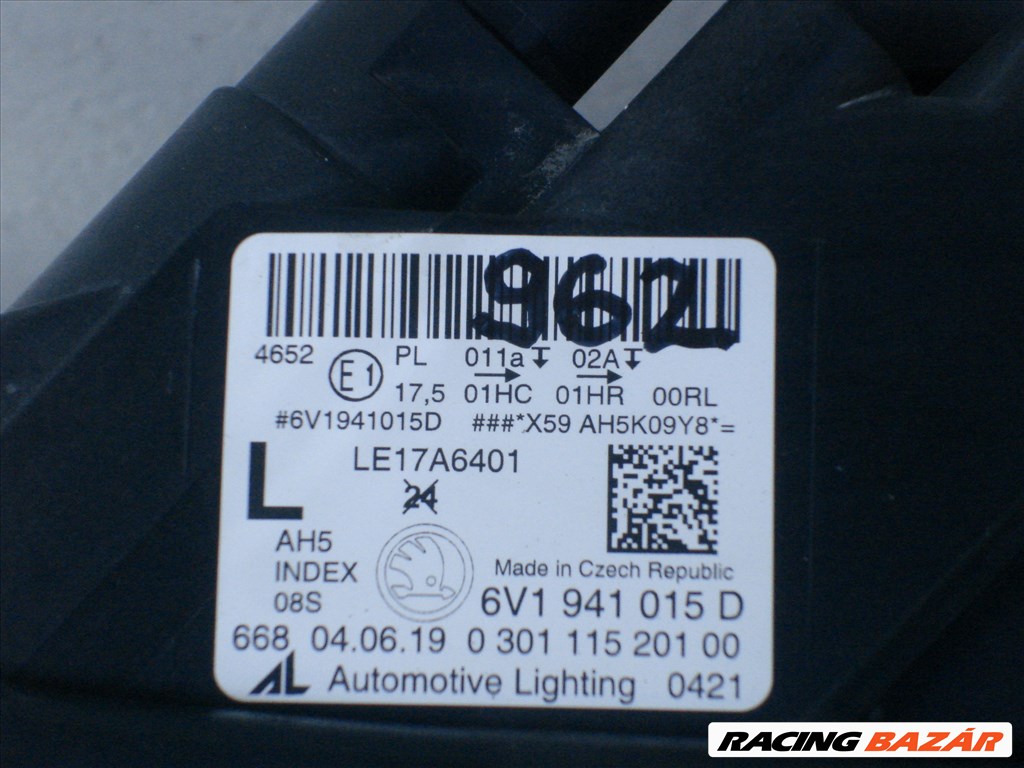 962
4652 E1 PL 011a 02A
17,5 01HC 01HR 00RL
#6V1941015D ###*X59 AH5K09Y8*=
L LE17A6401
24
AH5
INDEX Made in Czech Republic
08S 6V1 941 015 D
668 04.06.19 0 301 115 201 00
AL Automotive Lighting 0421
RACING BAZÁR